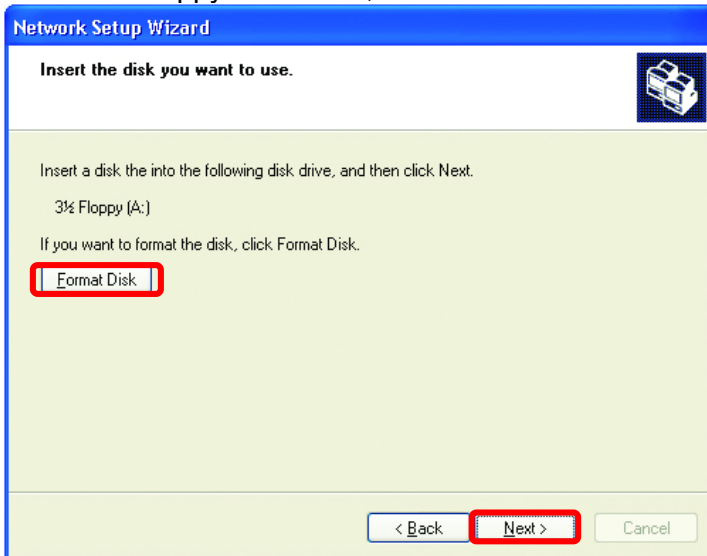 Network Setup Wizard
Insert the disk you want to use.
Insert a disk the into the following disk drive, and then click Next.
3½ Floppy (A:)
If you want to format the disk, click Format Disk.
Format Disk
< Back Next > Cancel